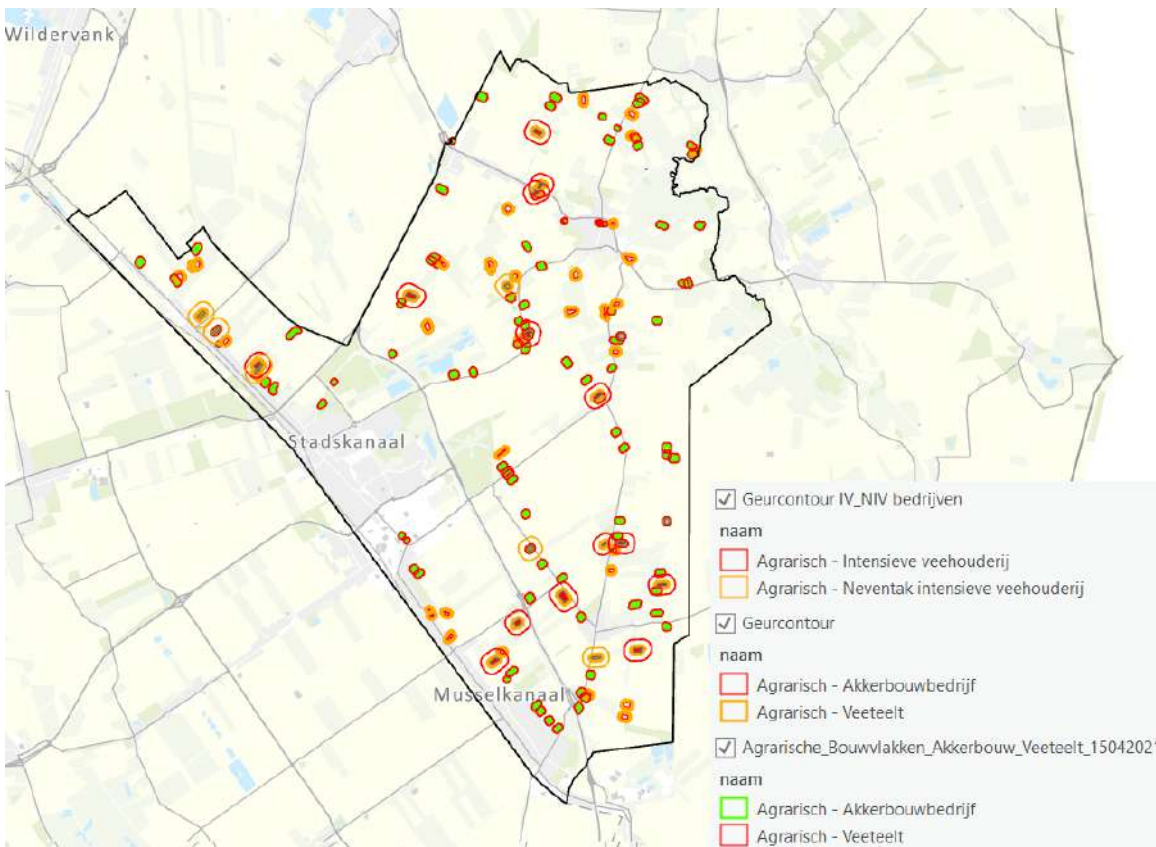 Wildervank
Stadskanaal
Musselkanaal
Geurcontour IV_NIV bedrijven
naam
Agrarisch - Intensieve veehouderij
Agrarisch - Neventak intensieve veehouderij
Geurcontour
naam
Agrarisch - Akkerbouwbedrijf
Agrarisch - Veeteelt
Agrarische_Bouwvlakken_Akkerbouw_Veeteelt_15042021
naam
Agrarisch - Akkerbouwbedrijf
Agrarisch - Veeteelt